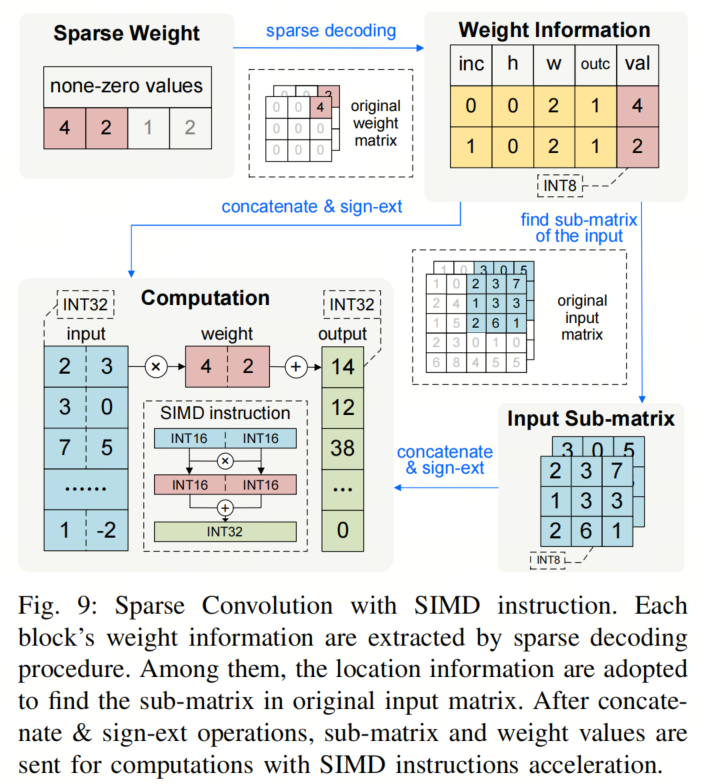 Sparse Weight
none-zero values
4 2 1 2
sparse decoding
0 0 2
0 0 4
0 0 0
0 0 0
original
weight
matrix
Weight Information
inc h w outc val
0 0 2 1 4
1 0 2 1 2
INT8
concatenate & sign-ext
find sub-matrix
of the input
1 0 3 0 5
1 0 2 3 7
2 4 1 3 3
1 5 2 6 1
2 3 0 1 0
6 8 4 5 5
original
input
matrix
Computation
INT32
INT32
input
weight
output
2 3 × 4 2 + 14
3 0 12
7 5 38
...... ...
1 -2 0
SIMD instruction
INT16 INT16
×
INT16 INT16
+
INT32
concatenate
& sign-ext
Input Sub-matrix
3 0 5
2 3 7
1 3 3
2 6 1
INT8
Fig. 9: Sparse Convolution with SIMD instruction. Each
block's weight information are extracted by sparse decoding
procedure. Among them, the location information are adopted
to find the sub-matrix in original input matrix. After concate-
nate & sign-ext operations, sub-matrix and weight values are
sent for computations with SIMD instructions acceleration.